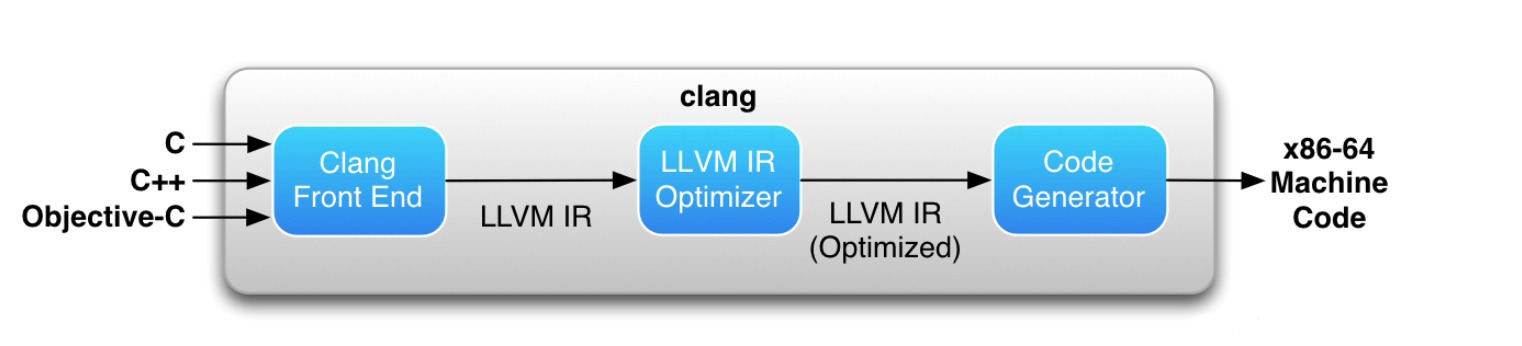 clang
C
C++
Objective-C
Clang
Front End
LLVM IR
LLVM IR
Optimizer
LLVM IR
(Optimized)
Code
Generator
x86-64
Machine
Code